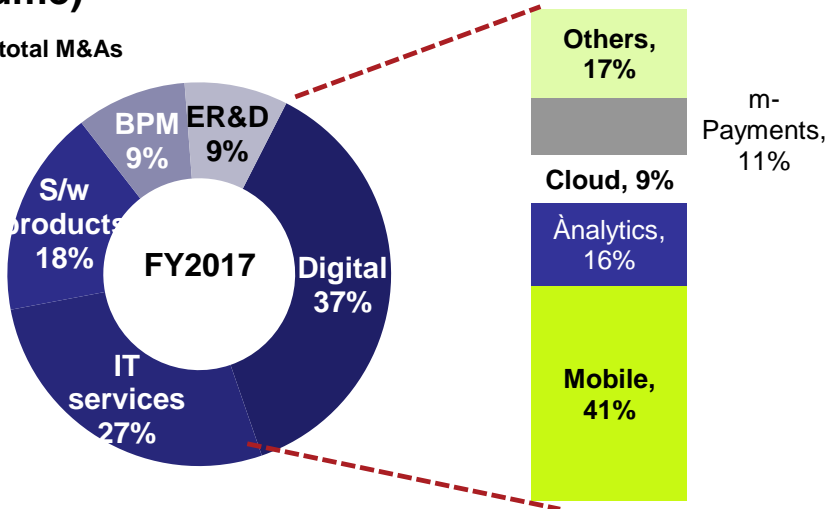 total M&As
BPM
9%
ER&D
9%
S/w
products
18%
FY2017
Digital
37%
IT
services
27%
Others,
17%
m-
Payments,
11%
Cloud, 9%
Ànalytics,
16%
Mobile,
41%